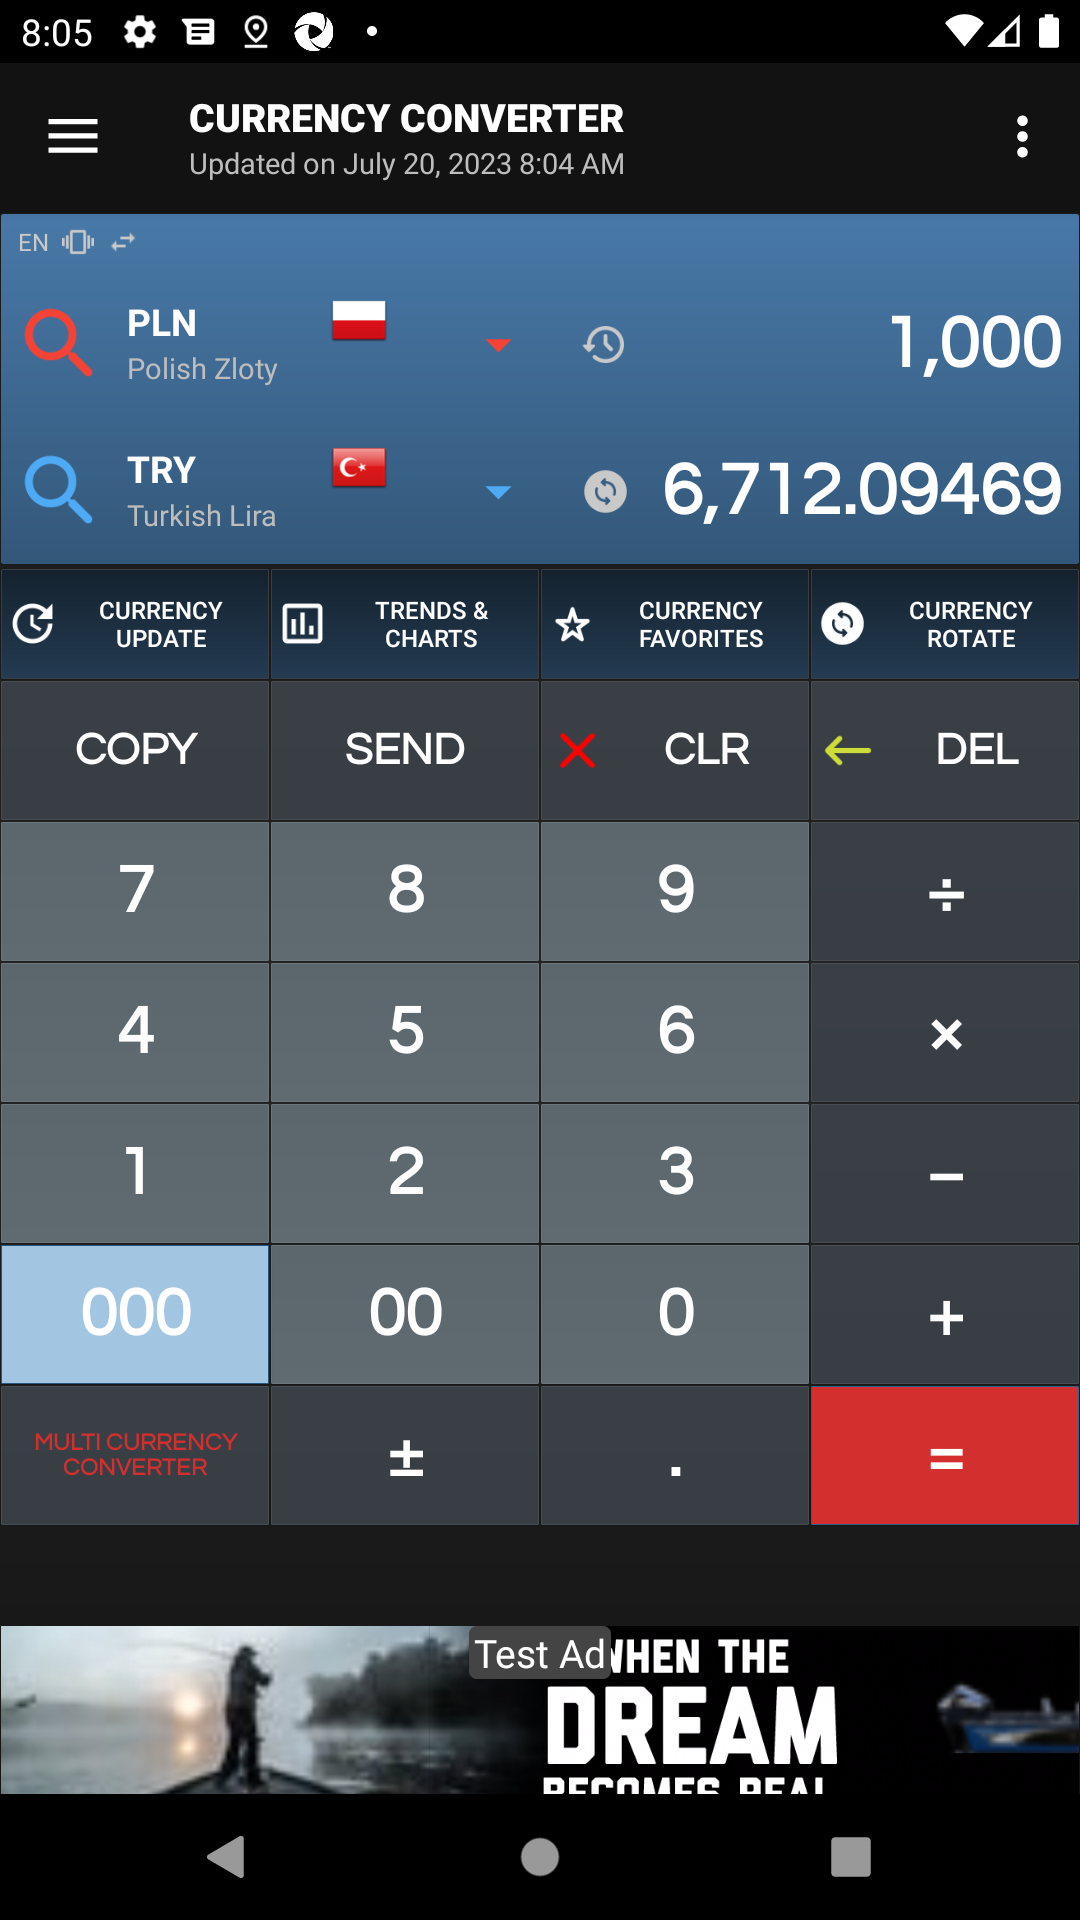 8:05
CURRENCY CONVERTER
Updated on July 20, 2023 8:04 AM
EN
PLN
Polish Zloty
1,000
TRY
Turkish Lira
6,712.09469
CURRENCY UPDATE
TRENDS & CHARTS
CURRENCY FAVORITES
CURRENCY ROTATE
COPY
SEND
CLR
DEL
7
8
9
÷
4
5
6
×
1
2
3
−
000
00
0
+
MULTI CURRENCY CONVERTER
±
.
=
Test Ad
WHEN THE
DREAM
BECOMES REAL